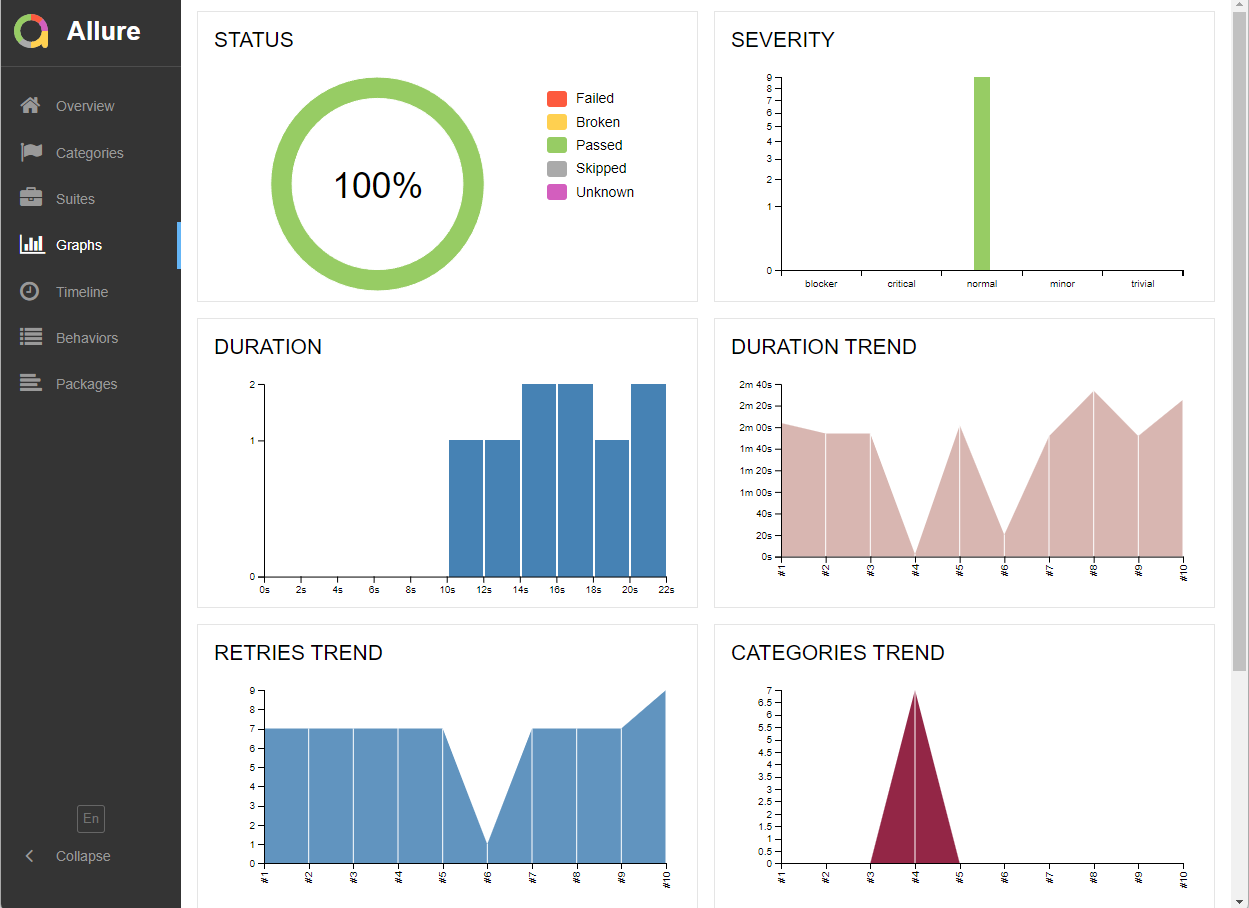 Allure
Overview
Categories
Suites
Graphs
Timeline
Behaviors
Packages
En
Collapse
STATUS
100%
Failed
Broken
Passed
Skipped
Unknown
SEVERITY
9
8
7
6
5
4
3
2
1
0
blocker critical normal minor trivial
DURATION
2
1
0
0s 2s 4s 6s 8s 10s 12s 14s 16s 18s 20s 22s
DURATION TREND
2m 40s
2m 20s
2m 00s
1m 40s
1m 20s
1m 00s
40s
20s
0s
#1 #2 #3 #4 #5 #6 #7 #8 #9 #10
RETRIES TREND
9
8
7
6
5
4
3
2
1
0
#1 #2 #3 #4 #5 #6 #7 #8 #9 #10
CATEGORIES TREND
7
6.5
6
5.5
5
4.5
4
3.5
3
2.5
2
1.5
1
0.5
0
#1 #2 #3 #4 #5 #6 #7 #8 #9 #10